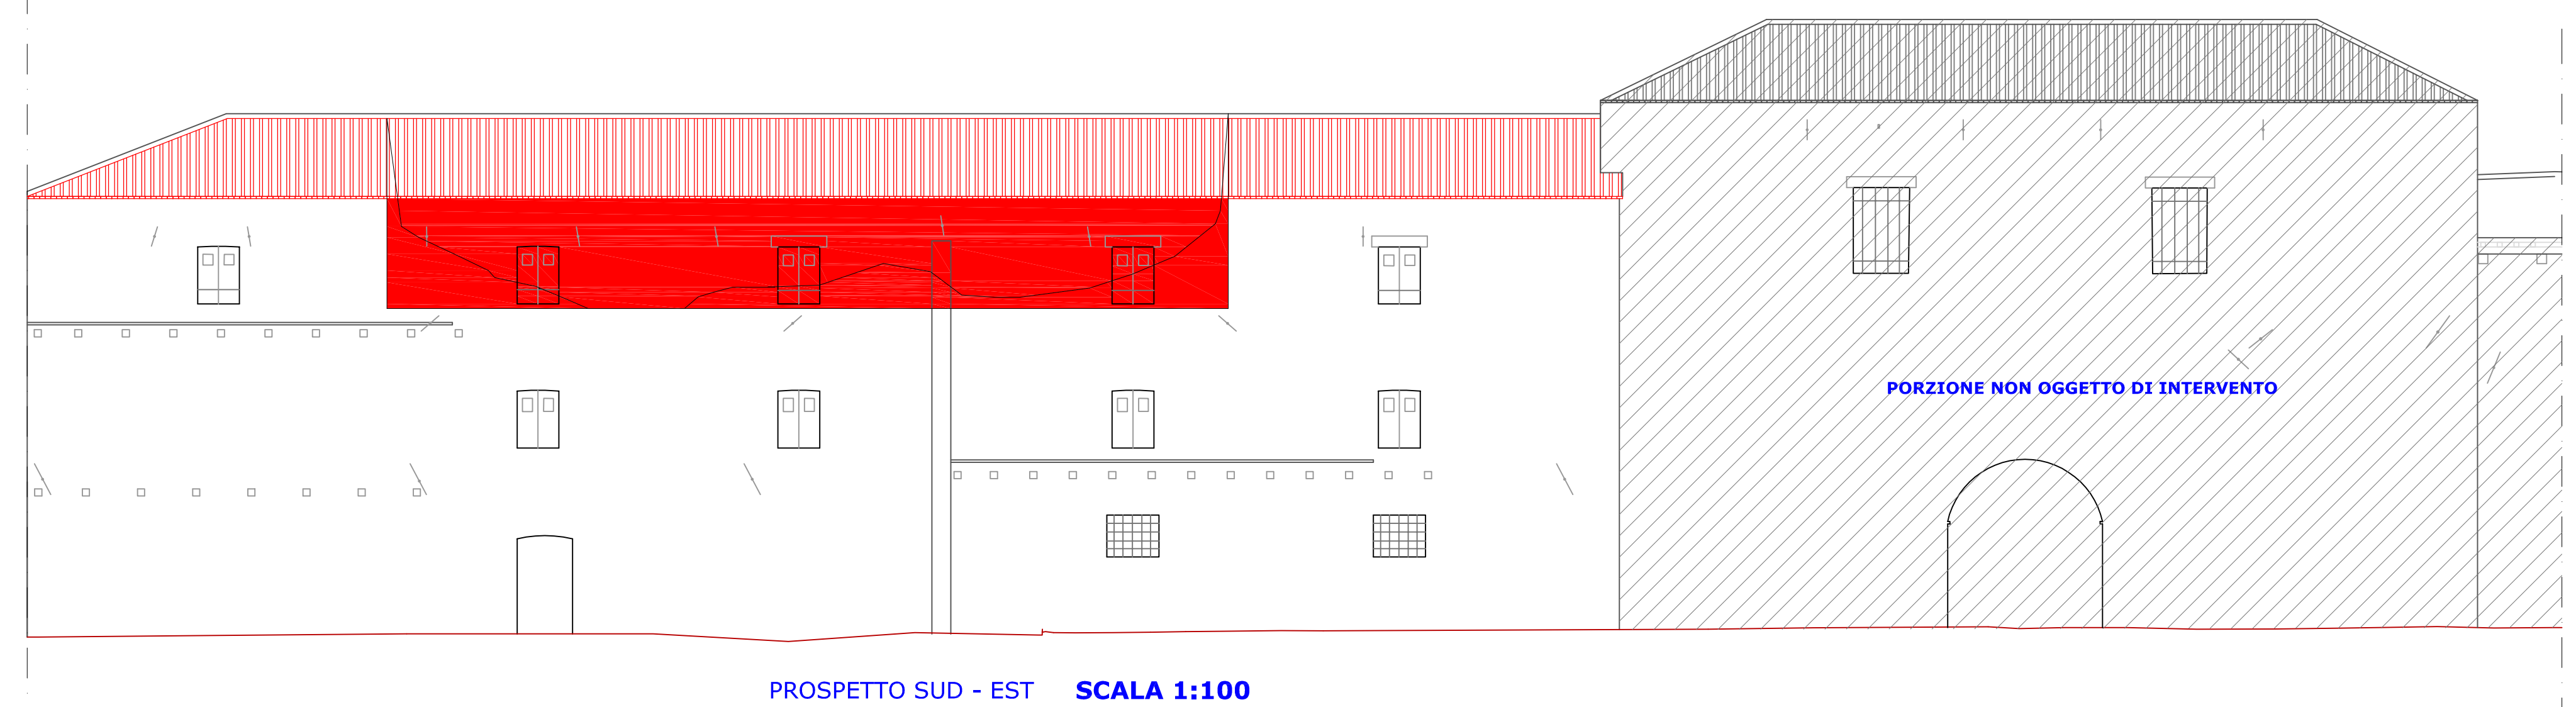 PORZIONE NON OGGETTO DI INTERVENTO
PROSPETTO SUD - EST SCALA 1:100